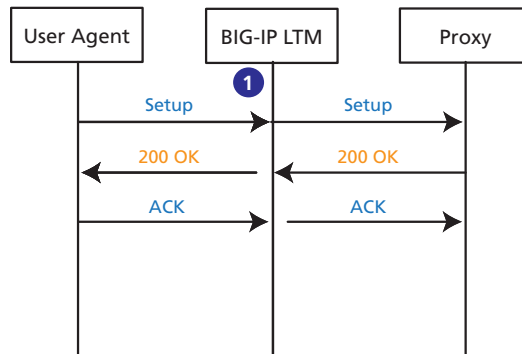 User Agent
BIG-IP LTM
Proxy
1
Setup
Setup
200 OK
200 OK
ACK
ACK